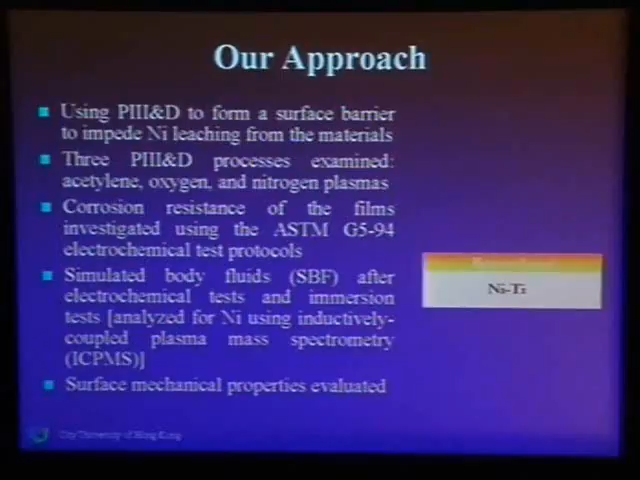 Our Approach
Using PIII&D to form a surface barrier
to impede Ni leaching from the materials
Three PIII&D processes examined:
acetylene, oxygen, and nitrogen plasmas
Corrosion resistance of the films
investigated using the ASTM G5-94
electrochemical test protocols
Simulated body fluids (SBF) after
electrochemical tests and immersion
tests [analyzed for Ni using inductively-
coupled plasma mass spectrometry
(ICPMS)]
Surface mechanical properties evaluated
Ni-Ti
City University of Hong Kong